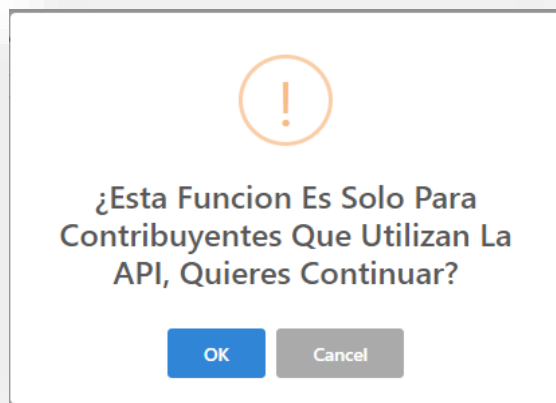 ¿Esta Funcion Es Solo Para
Contribuyentes Que Utilizan La
API, Quieres Continuar?
OK
Cancel